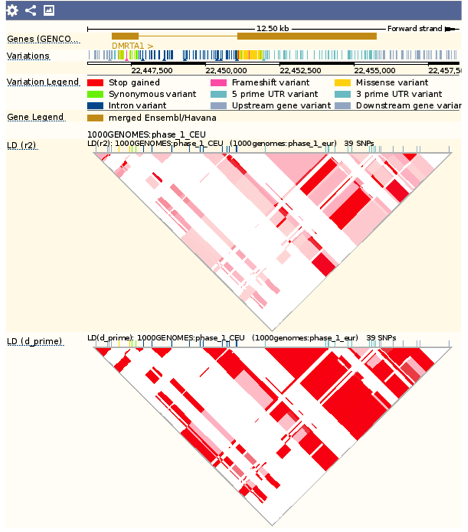 12.50 kb Forward strand
Genes (GENCO...
DMRTA1 >
Variations
22,447,500 22,450,000 22,452,500 22,455,000 22,457,5
Variation Legend Stop gained Frameshift variant Missense variant
Synonymous variant 5 prime UTR variant 3 prime UTR variant
Intron variant Upstream gene variant Downstream gene varian
Gene Legend merged Ensembl/Havana
1000GENOMES:phase_1_CEU
LD (r2) LD(r2): 1000GENOMES:phase_1_CEU (1000genomes:phase_1_eur) 39 SNPs
LD (d_prime) LD(d_prime): 1000GENOMES:phase_1_CEU (1000genomes:phase_1_eur) 39 SNPs